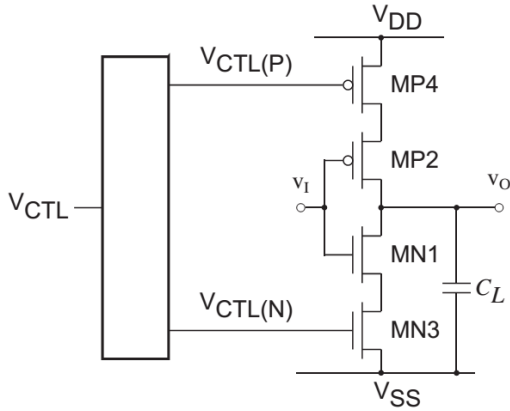 VDD
VCTL(P)
MP4
MP2
vI
vO
VCTL
MN1
CL
VCTL(N)
MN3
VSS